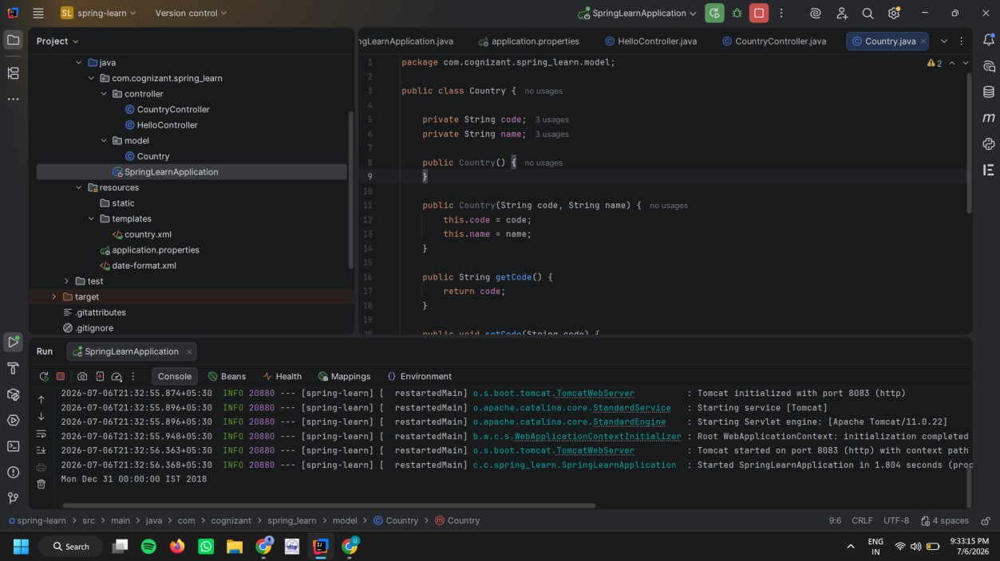 SL spring-learn Version control SpringLearnApplication
Project
ngLearnApplication.java application.properties HelloController.java CountryController.java Country.java
java
com.cognizant.spring_learn
controller
CountryController
HelloController
model
Country
SpringLearnApplication
resources
static
templates
country.xml
application.properties
date-format.xml
test
target
.gitattributes
.gitignore
2
1 package com.cognizant.spring_learn.model;
2
3 public class Country { no usages
4
5 private String code; 3 usages
6 private String name; 3 usages
7
8 public Country() { no usages
9 }
10
11 public Country(String code, String name) { no usages
12 this.code = code;
13 this.name = name;
14 }
15
16 public String getCode() {
17 return code;
18 }
19
20 public void setCode(String code) {
Run SpringLearnApplication
Console Beans Health Mappings Environment
2026-07-06T21:32:55.874+05:30 INFO 20880 --- [spring-learn] [ restartedMain] o.s.boot.tomcat.TomcatWebServer : Tomcat initialized with port 8083 (http)
2026-07-06T21:32:55.896+05:30 INFO 20880 --- [spring-learn] [ restartedMain] o.apache.catalina.core.StandardService : Starting service [Tomcat]
2026-07-06T21:32:55.896+05:30 INFO 20880 --- [spring-learn] [ restartedMain] o.apache.catalina.core.StandardEngine : Starting Servlet engine: [Apache Tomcat/11.0.22]
2026-07-06T21:32:55.948+05:30 INFO 20880 --- [spring-learn] [ restartedMain] b.w.c.s.WebApplicationContextInitializer : Root WebApplicationContext: initialization completed
2026-07-06T21:32:56.363+05:30 INFO 20880 --- [spring-learn] [ restartedMain] o.s.boot.tomcat.TomcatWebServer : Tomcat started on port 8083 (http) with context path
2026-07-06T21:32:56.368+05:30 INFO 20880 --- [spring-learn] [ restartedMain] c.c.spring_learn.SpringLearnApplication : Started SpringLearnApplication in 1.804 seconds (proc
Mon Dec 31 00:00:00 IST 2018
spring-learn > src > main > java > com > cognizant > spring_learn > model > Country > Country 9:6 CRLF UTF-8 4 spaces
Search
ENG
IN
9:33:15 PM
7/6/2026